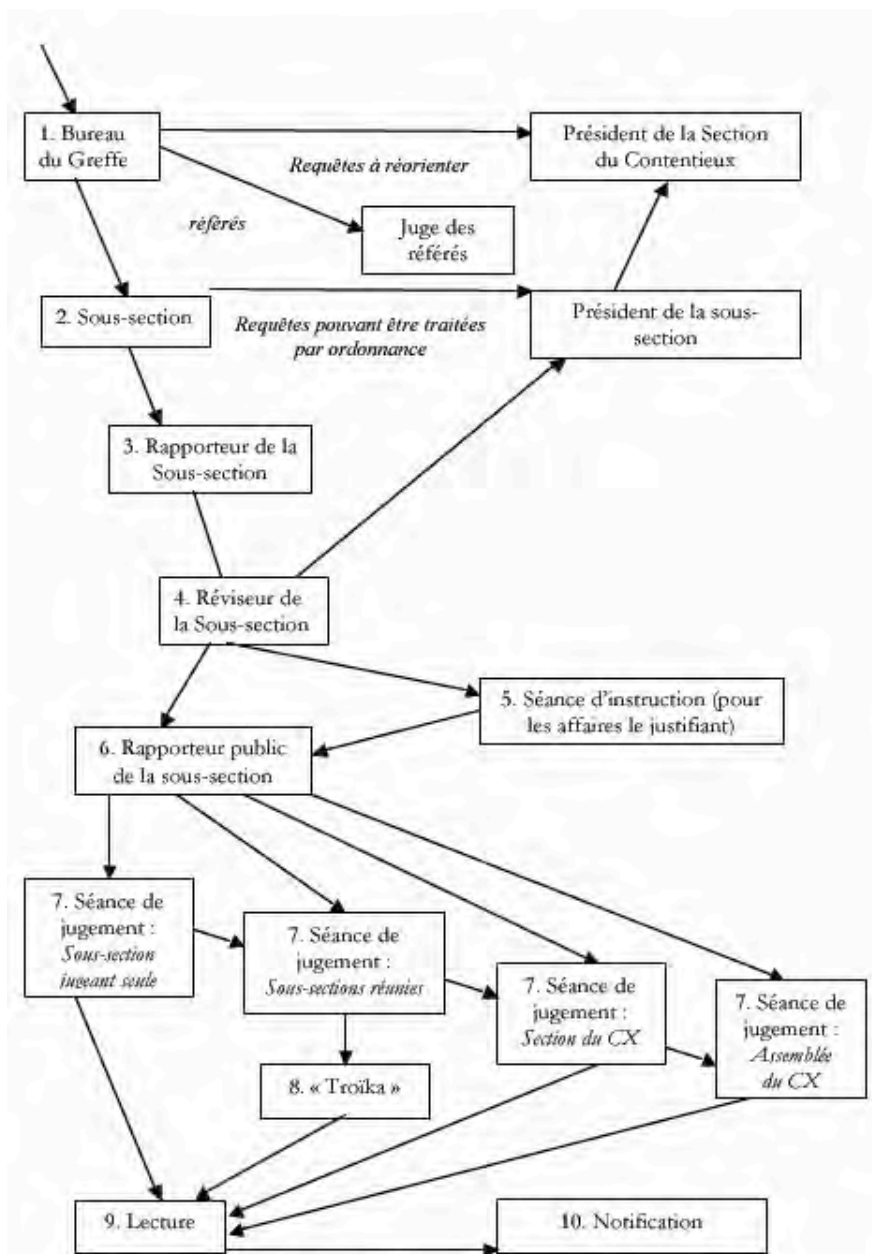 1. Bureau
du Greffe
Président de la Section
du Contentieux
Requêtes à réorienter
référés
Juge des
référés
2. Sous-section
Requêtes pouvant être traitées
par ordonnance
Président de la sous-
section
3. Rapporteur de la
Sous-section
4. Réviseur de
la Sous-section
5. Séance d'instruction (pour
les affaires le justifiant)
6. Rapporteur public
de la sous-section
7. Séance de
jugement :
Sous-section
jugeant seule
7. Séance de
jugement :
Sous-sections réunies
7. Séance de
jugement :
Section du CX
7. Séance de
jugement :
Assemblée
du CX
8. « Troïka »
9. Lecture
10. Notification